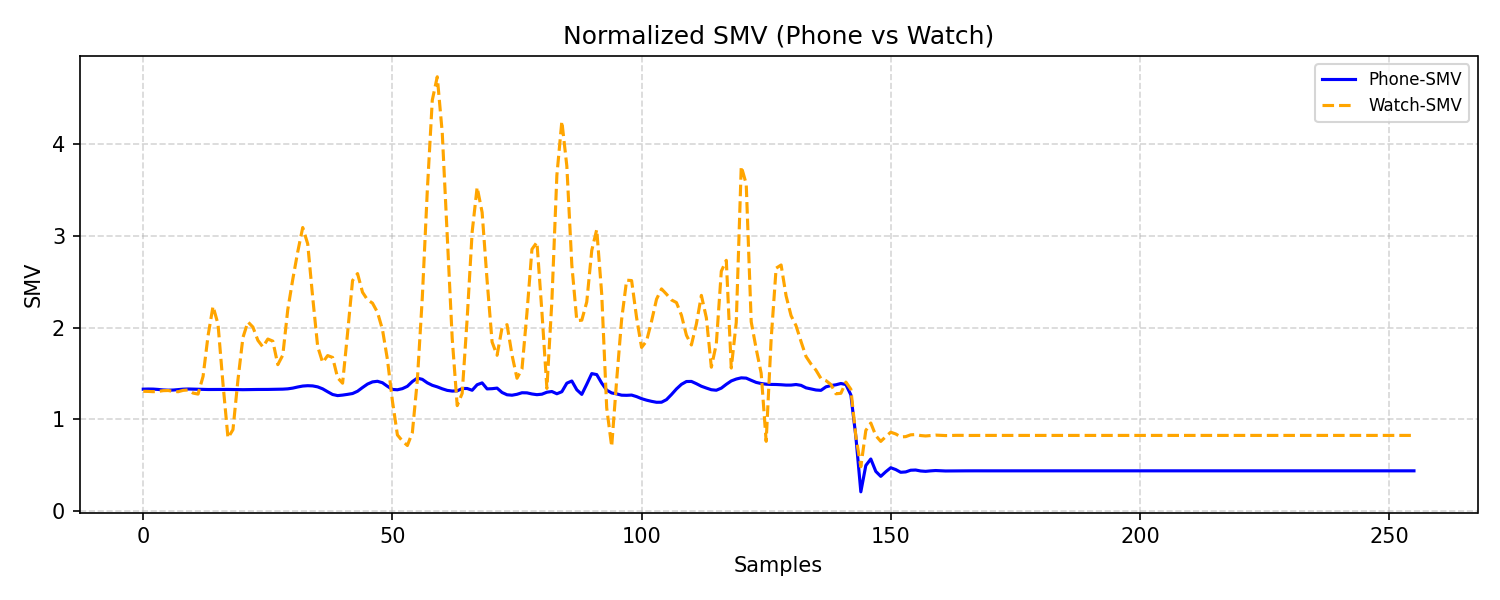 Normalized SMV (Phone vs Watch)
Phone-SMV
Watch-SMV
SMV
4
3
2
1
0
0 50 100 150 200 250
Samples